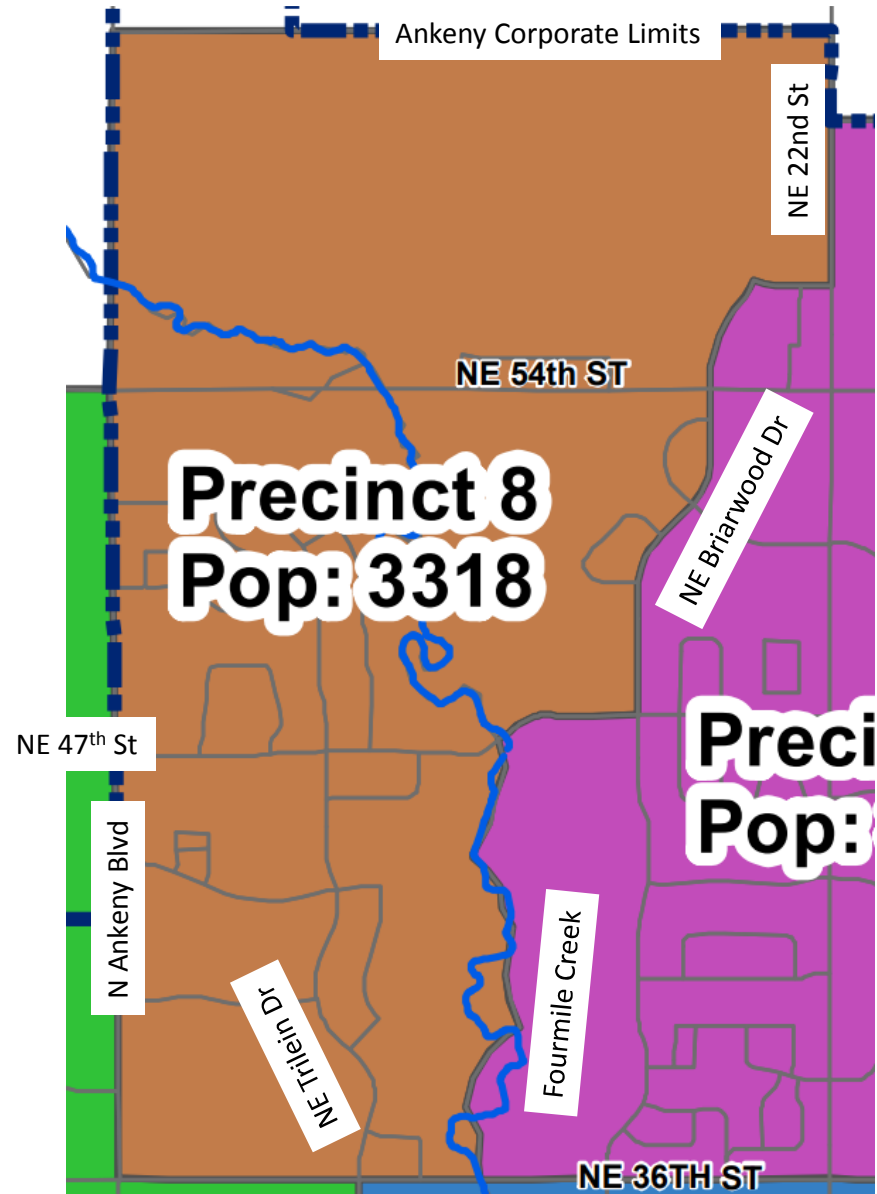 Ankeny Corporate Limits
NE 22nd St
NE 54th ST
NE Briarwood Dr
Precinct 8
Pop: 3318
NE 47th St
Preci
Pop:
N Ankeny Blvd
Fourmile Creek
NE Trilein Dr
NE 36TH ST